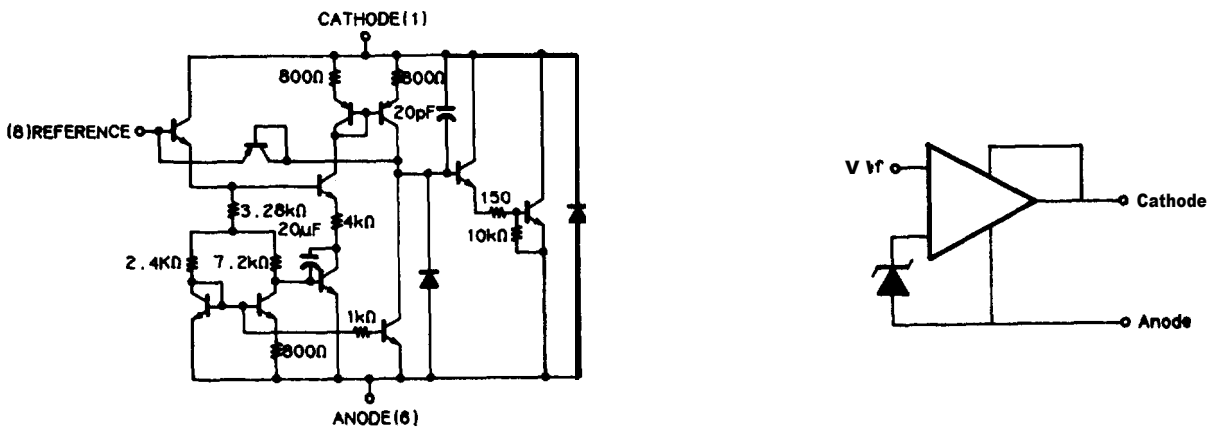 CATHODE(1)
800Ω
800Ω
20pF
(8)REFERENCE
3.28kΩ
20µF
4kΩ
150
10kΩ
2.4KΩ
7.2kΩ
1kΩ
800Ω
ANODE(6)
V
Cathode
Anode